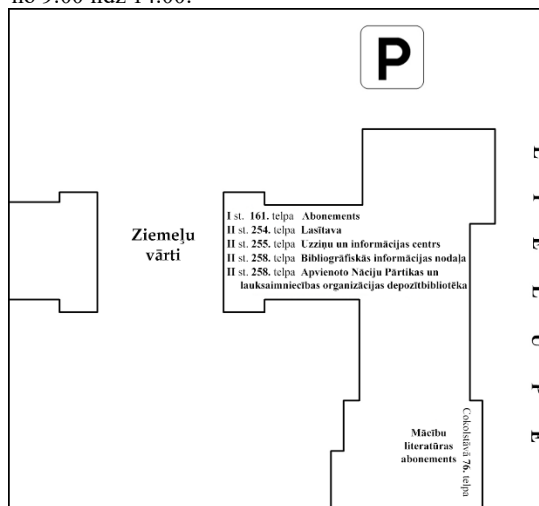 P
Ziemeļu
vārti
I st. 161. telpa Abonements
II st. 254. telpa Lasītava
II st. 255. telpa Uzziņu un informācijas centrs
II st. 258. telpa Bibliogrāfiskās informācijas nodaļa
II st. 258. telpa Apvienoto Nāciju Pārtikas un
lauksaimniecības organizācijas depozītbibliotēka
Mācību
literatūras
abonements
Cokolstāvā 76. telpa
LIELUPE